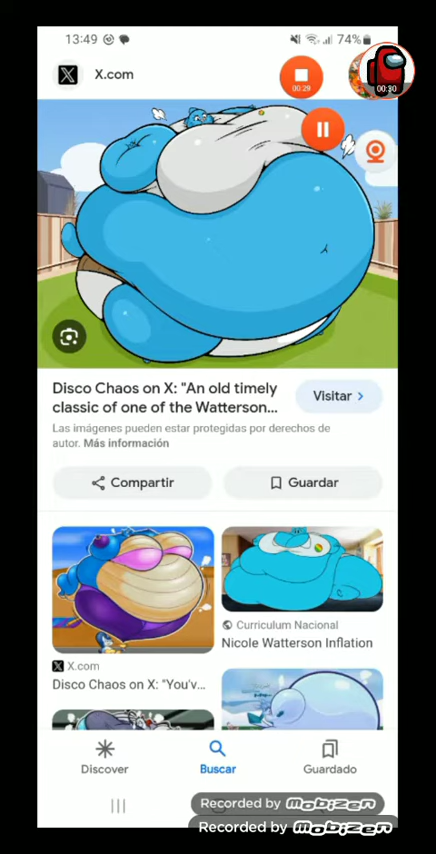 13:49
74%
X.com
00:29
00:30
Disco Chaos on X: "An old timely
classic of one of the Watterson...
Visitar
Las imágenes pueden estar protegidas por derechos de
autor. Más información
Compartir
Guardar
Curriculum Nacional
Nicole Watterson Inflation
X.com
Disco Chaos on X: "You'v...
Discover
Buscar
Guardado
Recorded by mobizen
Recorded by mobizen